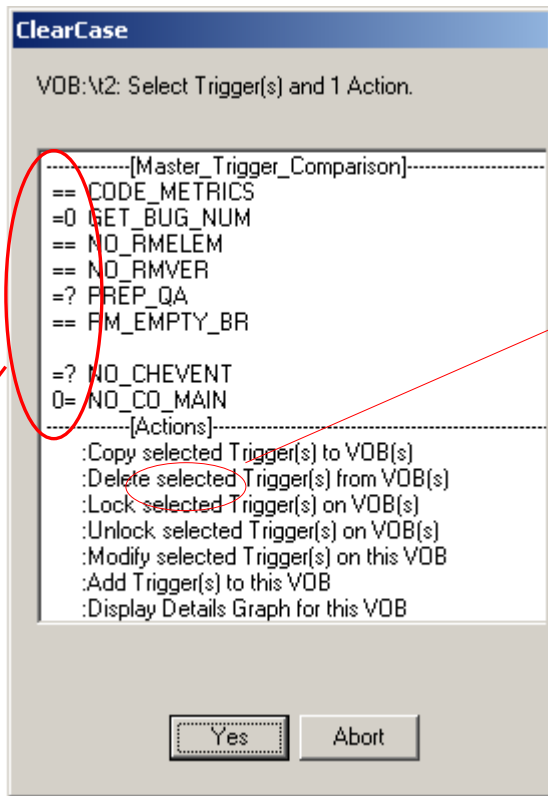 ClearCase
VOB:\t2: Select Trigger(s) and 1 Action.
------------[Master_Trigger_Comparison]--------------------
== CODE_METRICS
=0 GET_BUG_NUM
== NO_RMELEM
== NO_RMVER
=? PREP_QA
== RM_EMPTY_BR
=? NO_CHEVENT
0= NO_CO_MAIN
------------[Actions]------------------------------------------------
:Copy selected Trigger(s) to VOB(s)
:Delete selected Trigger(s) from VOB(s)
:Lock selected Trigger(s) on VOB(s)
:Unlock selected Trigger(s) on VOB(s)
:Modify selected Trigger(s) on this VOB
:Add Trigger(s) to this VOB
:Display Details Graph for this VOB
Yes Abort